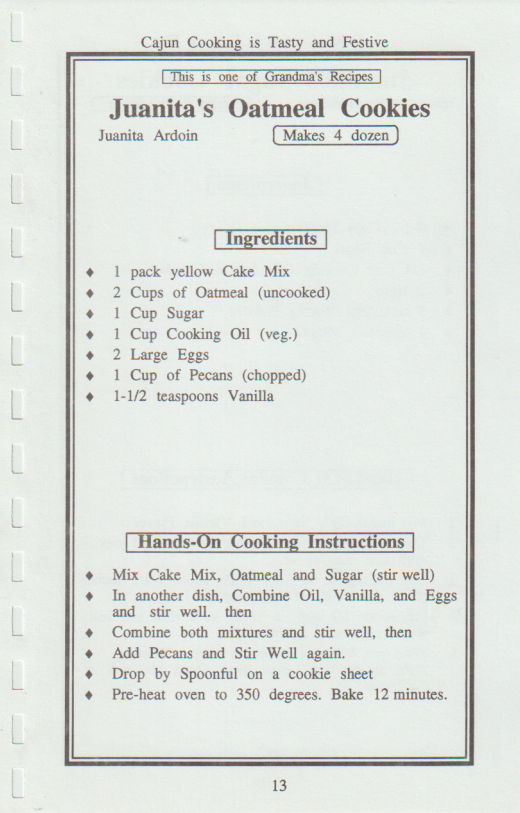 Cajun Cooking is Tasty and Festive
This is one of Grandma's Recipes
Juanita's Oatmeal Cookies
Juanita Ardoin Makes 4 dozen
Ingredients
♦ 1 pack yellow Cake Mix
♦ 2 Cups of Oatmeal (uncooked)
♦ 1 Cup Sugar
♦ 1 Cup Cooking Oil (veg.)
♦ 2 Large Eggs
♦ 1 Cup of Pecans (chopped)
♦ 1-1/2 teaspoons Vanilla
Hands-On Cooking Instructions
♦ Mix Cake Mix, Oatmeal and Sugar (stir well)
♦ In another dish, Combine Oil, Vanilla, and Eggs
and stir well. then
♦ Combine both mixtures and stir well, then
♦ Add Pecans and Stir Well again.
♦ Drop by Spoonful on a cookie sheet
♦ Pre-heat oven to 350 degrees. Bake 12 minutes.
13